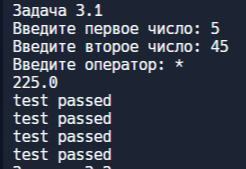 Задача 3.1
Введите первое число: 5
Введите второе число: 45
Введите оператор: *
225.0
test passed
test passed
test passed
test passed